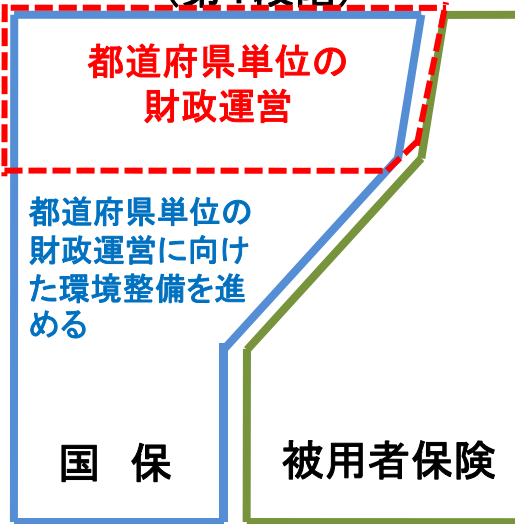 都道府県単位の
財政運営
都道府県単位の
財政運営に向け
た環境整備を進
める
国 保
被用者保険